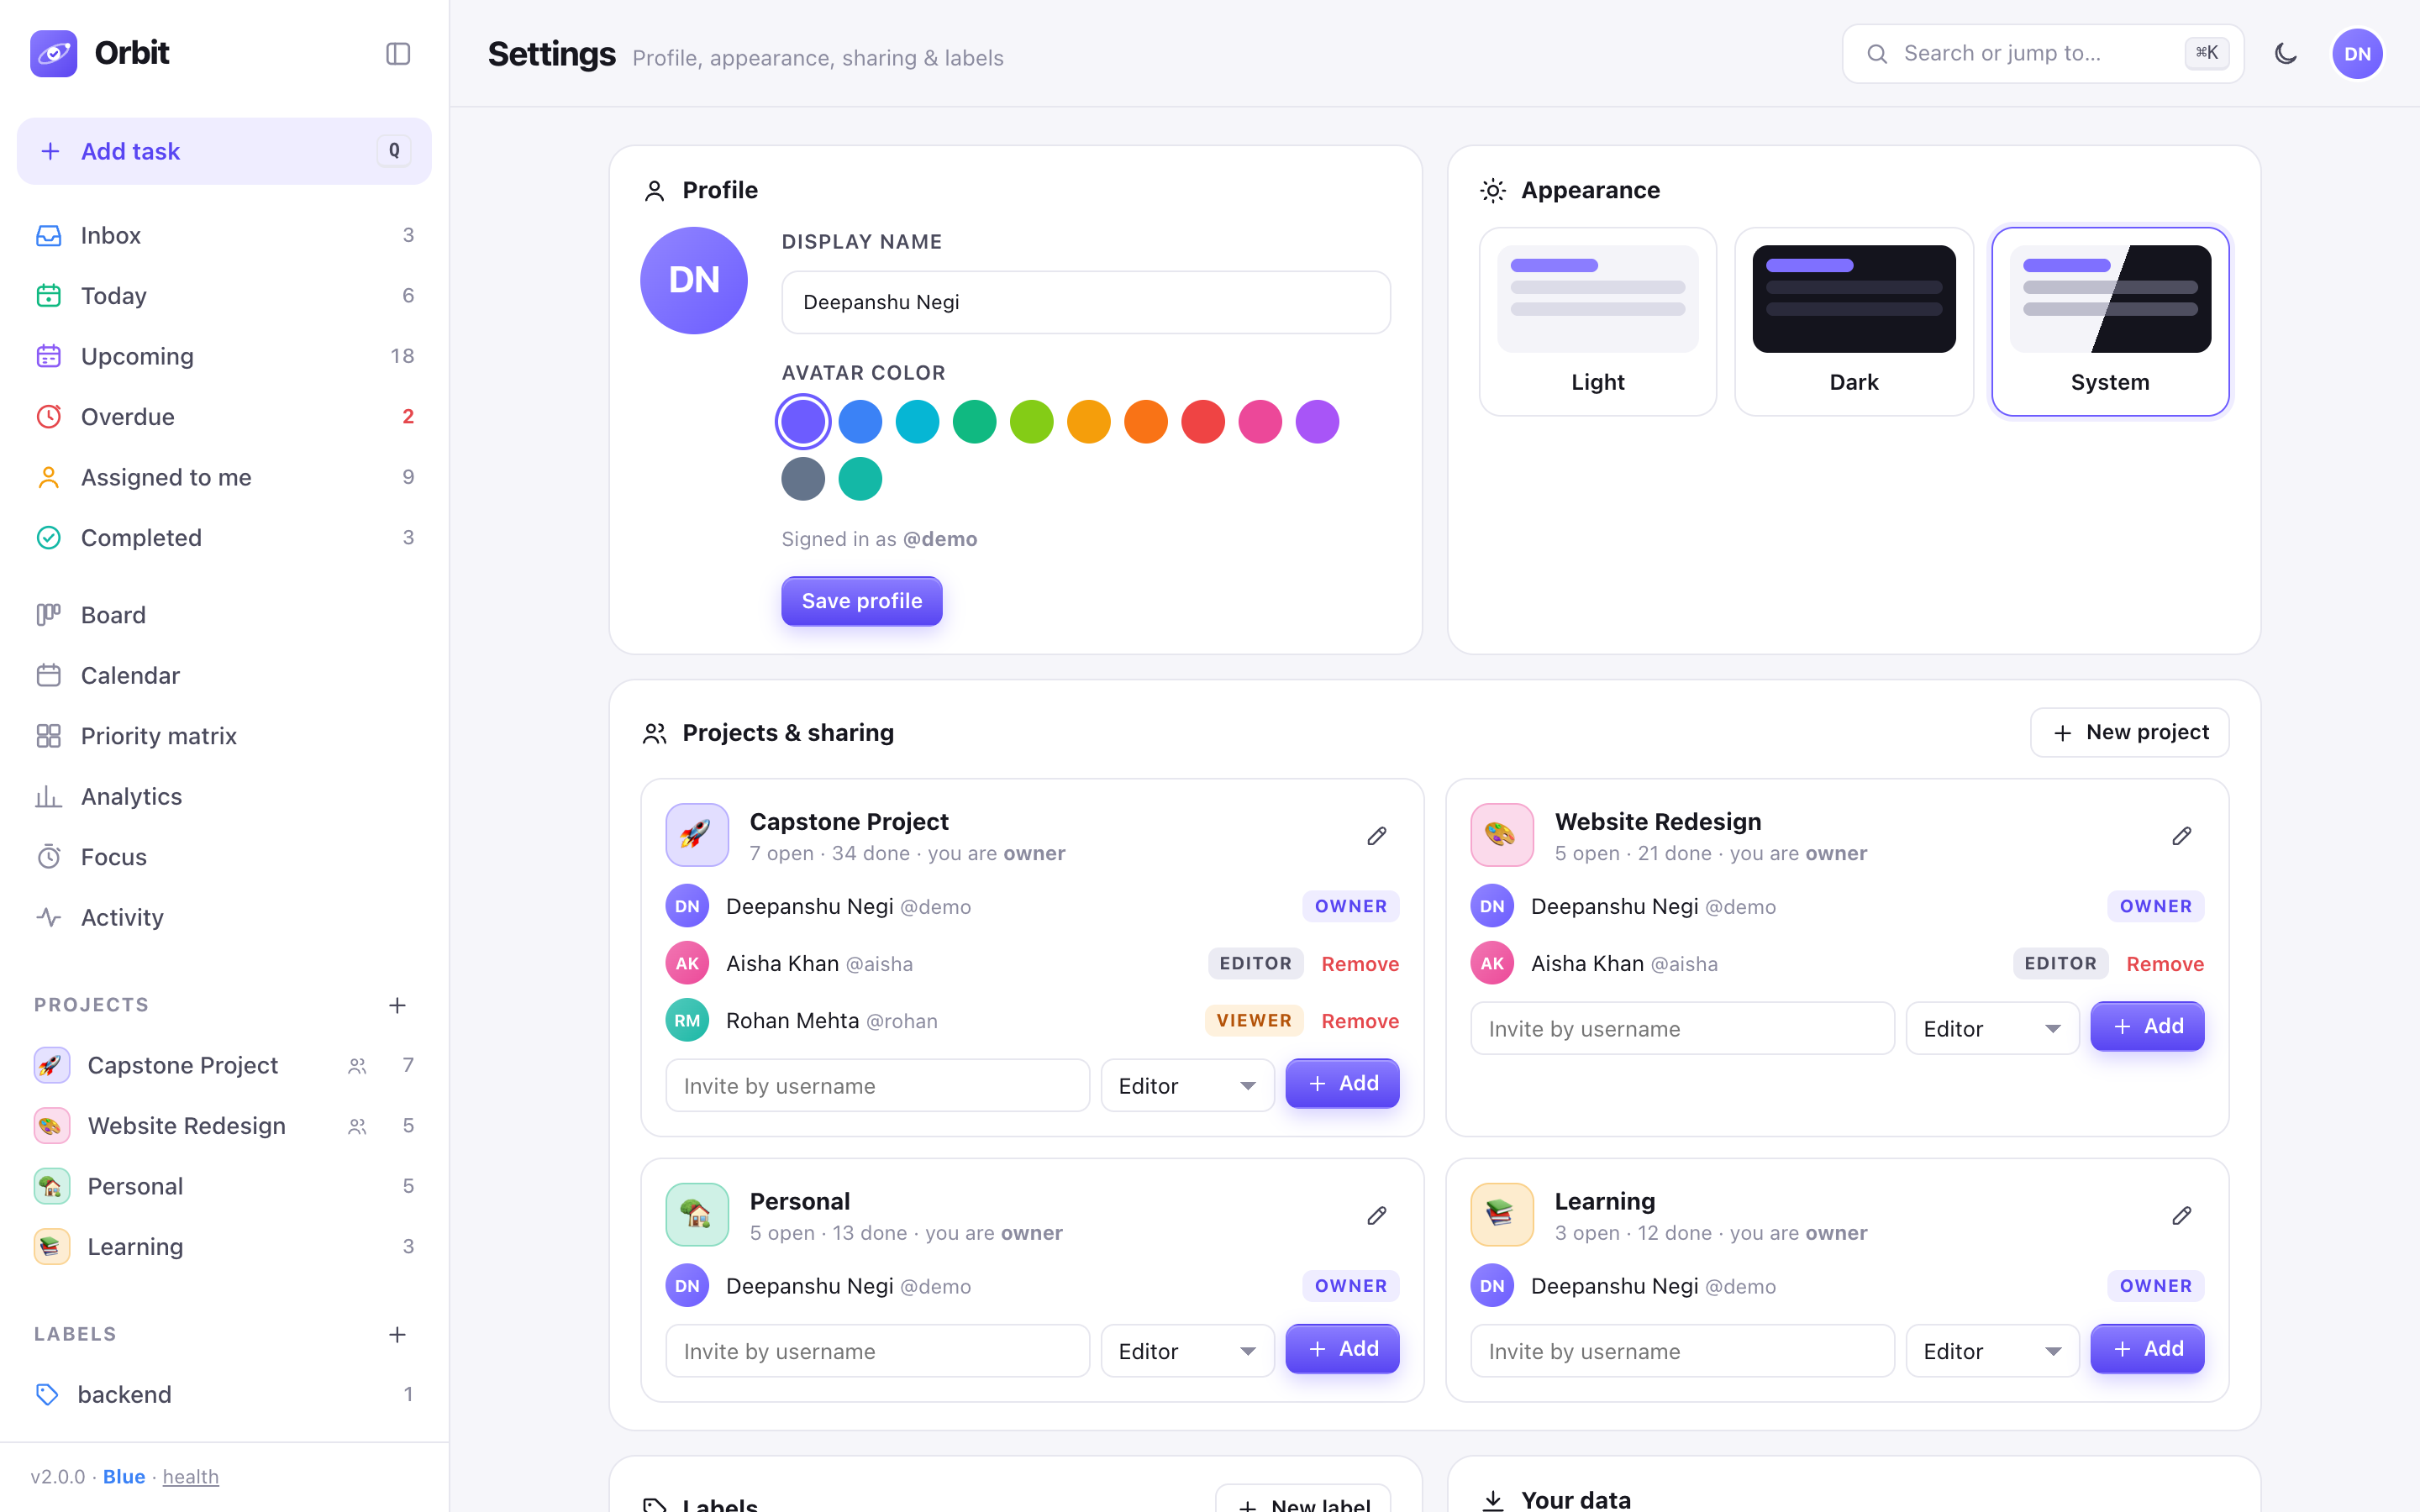 Orbit
Add task Q
Inbox 3
Today 6
Upcoming 18
Overdue 2
Assigned to me 9
Completed 3
Board
Calendar
Priority matrix
Analytics
Focus
Activity
PROJECTS
Capstone Project 7
Website Redesign 5
Personal 5
Learning 3
LABELS
backend 1
v2.0.0 · Blue · health
Settings Profile, appearance, sharing & labels
Search or jump to... ⌘K
DN
Profile
DN
DISPLAY NAME
Deepanshu Negi
AVATAR COLOR
Signed in as @demo
Save profile
Appearance
Light Dark System
Projects & sharing
New project
Capstone Project
7 open · 34 done · you are owner
DN Deepanshu Negi @demo OWNER
AK Aisha Khan @aisha EDITOR Remove
RM Rohan Mehta @rohan VIEWER Remove
Invite by username Editor Add
Website Redesign
5 open · 21 done · you are owner
DN Deepanshu Negi @demo OWNER
AK Aisha Khan @aisha EDITOR Remove
Invite by username Editor Add
Personal
5 open · 13 done · you are owner
DN Deepanshu Negi @demo OWNER
Invite by username Editor Add
Learning
3 open · 12 done · you are owner
DN Deepanshu Negi @demo OWNER
Invite by username Editor Add
Labels
New label
Your data